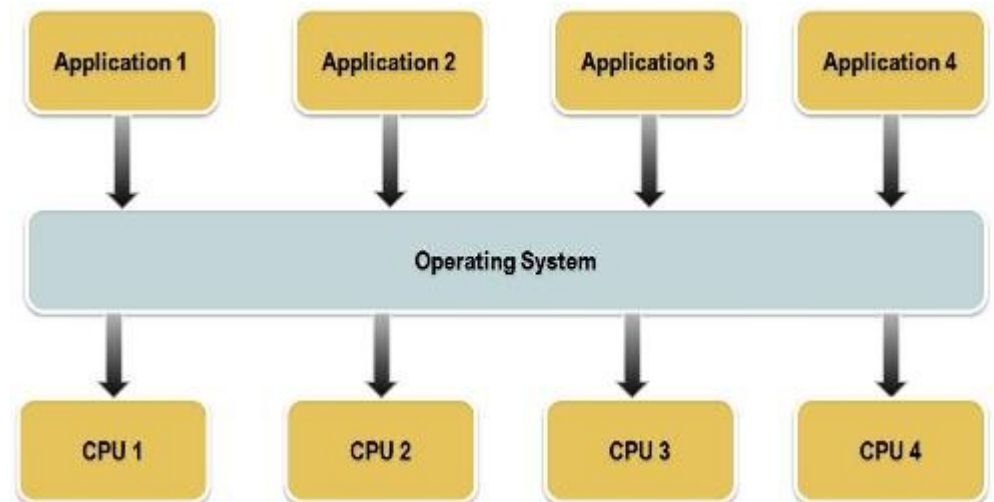 Application 1
Application 2
Application 3
Application 4
Operating System
CPU 1
CPU 2
CPU 3
CPU 4